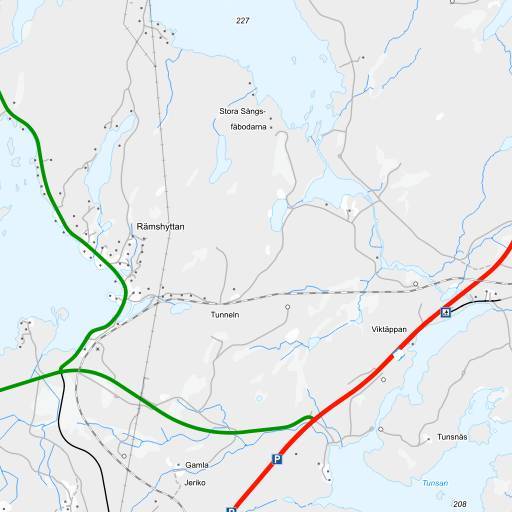 227
Stora Sångs-
fäbodarna
Rämshyttan
Tunneln
Viktäppan
Tunsnäs
Gamla
Jeriko
P
Tunsan
208
P